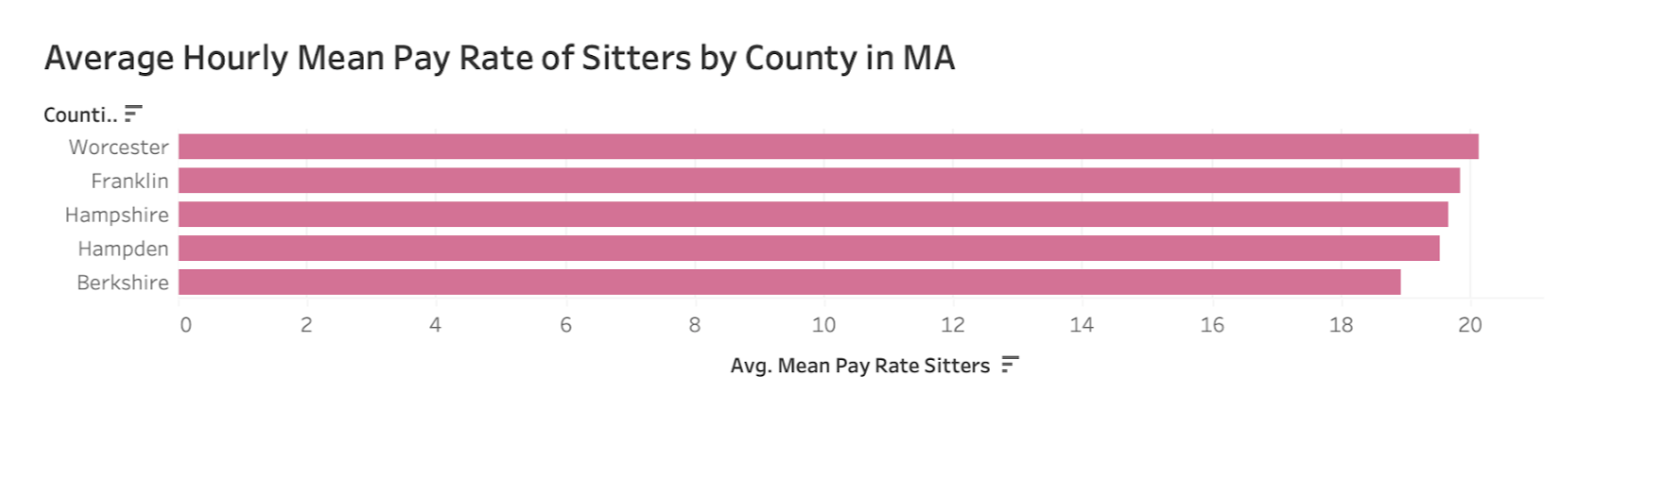 Average Hourly Mean Pay Rate of Sitters by County in MA
Counti..
Worcester
Franklin
Hampshire
Hampden
Berkshire
0 2 4 6 8 10 12 14 16 18 20
Avg. Mean Pay Rate Sitters